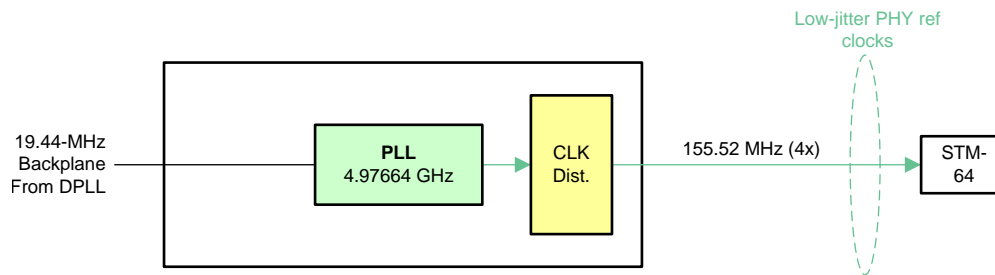 Low-jitter PHY ref
clocks
19.44-MHz
Backplane
From DPLL
PLL
4.97664 GHz
CLK
Dist.
155.52 MHz (4x)
STM-
64